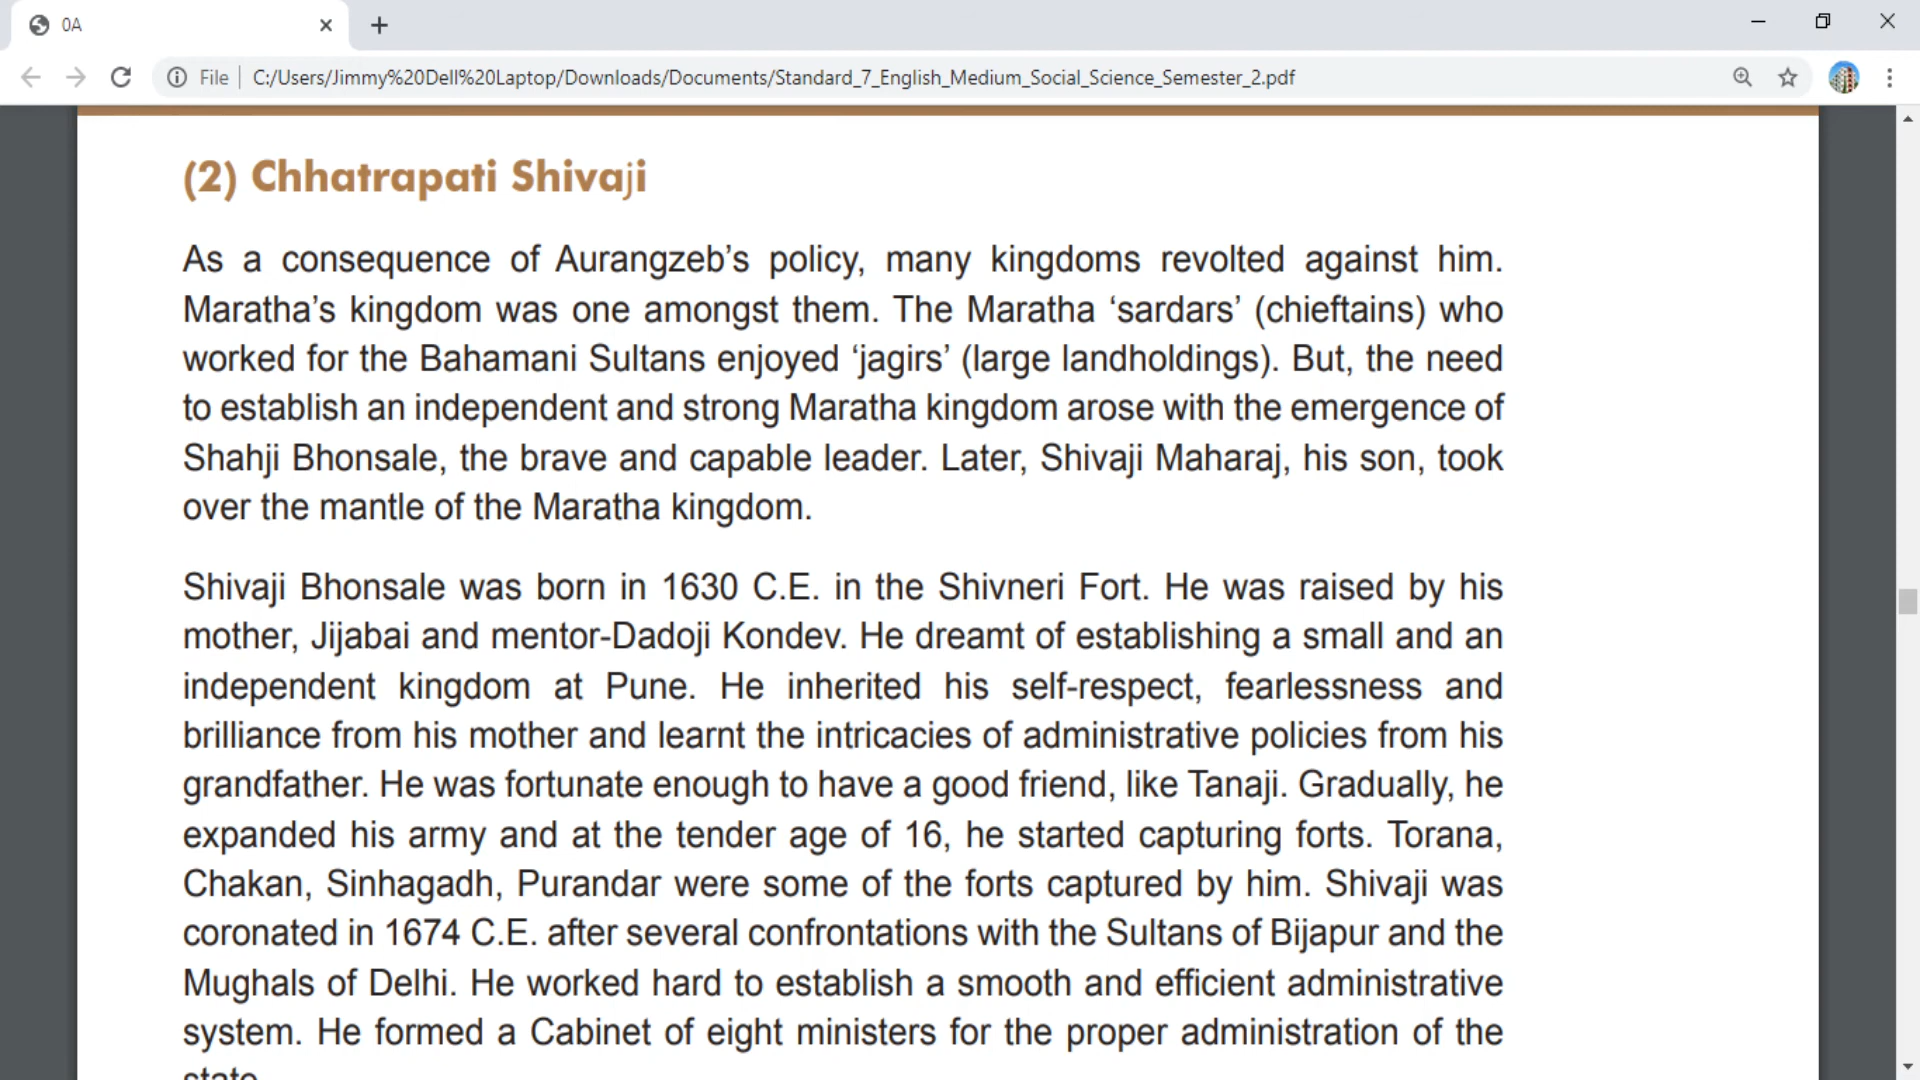 0A
File
C:/Users/Jimmy%20Dell%20Laptop/Downloads/Documents/Standard_7_English_Medium_Social_Science_Semester_2.pdf
(2) Chhatrapati Shivaji
As a consequence of Aurangzeb’s policy, many kingdoms revolted against him.
Maratha’s kingdom was one amongst them. The Maratha ‘sardars’ (chieftains) who
worked for the Bahamani Sultans enjoyed ‘jagirs’ (large landholdings). But, the need
to establish an independent and strong Maratha kingdom arose with the emergence of
Shahji Bhonsale, the brave and capable leader. Later, Shivaji Maharaj, his son, took
over the mantle of the Maratha kingdom.
Shivaji Bhonsale was born in 1630 C.E. in the Shivneri Fort. He was raised by his
mother, Jijabai and mentor-Dadoji Kondev. He dreamt of establishing a small and an
independent kingdom at Pune. He inherited his self-respect, fearlessness and
brilliance from his mother and learnt the intricacies of administrative policies from his
grandfather. He was fortunate enough to have a good friend, like Tanaji. Gradually, he
expanded his army and at the tender age of 16, he started capturing forts. Torana,
Chakan, Sinhagadh, Purandar were some of the forts captured by him. Shivaji was
coronated in 1674 C.E. after several confrontations with the Sultans of Bijapur and the
Mughals of Delhi. He worked hard to establish a smooth and efficient administrative
system. He formed a Cabinet of eight ministers for the proper administration of the
state.